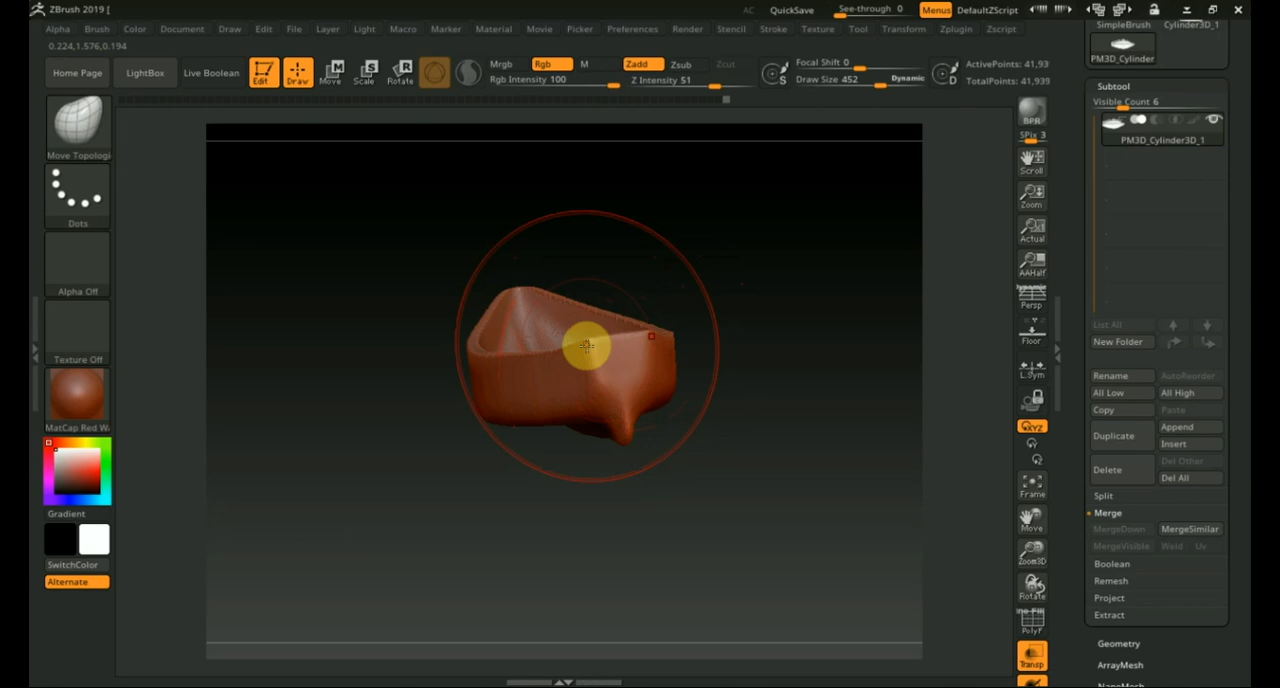 ZBrush 2019 [
AC QuickSave See-through 0 Menus DefaultZScript
Alpha Brush Color Document Draw Edit File Layer Light Macro Marker Material Movie Picker Preferences Render Stencil Stroke Texture Tool Transform Zplugin Zscript
0.224,1.576,0.194
Home Page LightBox Live Boolean Edit Draw Move Scale Rotate
Mrgb Rgb M Zadd Zsub Zcut
Rgb Intensity 100 Z Intensity 51
Focal Shift 0 ActivePoints: 41,93
Draw Size 452 Dynamic TotalPoints: 41,939
S D
Move Topologi
Dots
Alpha Off
Texture Off
MatCap Red Wa
Gradient
SwitchColor
Alternate
BPR
SPix 3
Scroll
Zoom
Actual
AAHalf
Dynamic
Persp
Floor
L.Sym
XYZ
Frame
Move
Zoom3D
Rotate
Line Fill
PolyF
Transp
SimpleBrush Cylinder3D_1
PM3D_Cylinder
Subtool
Visible Count 6
PM3D_Cylinder3D_1
List All
New Folder
Rename AutoReorder
All Low All High
Copy Paste
Duplicate Append
Insert
Delete Del Other
Del All
Split
Merge
MergeDown MergeSimilar
MergeVisible Weld Uv
Boolean
Remesh
Project
Extract
Geometry
ArrayMesh
NanoMesh